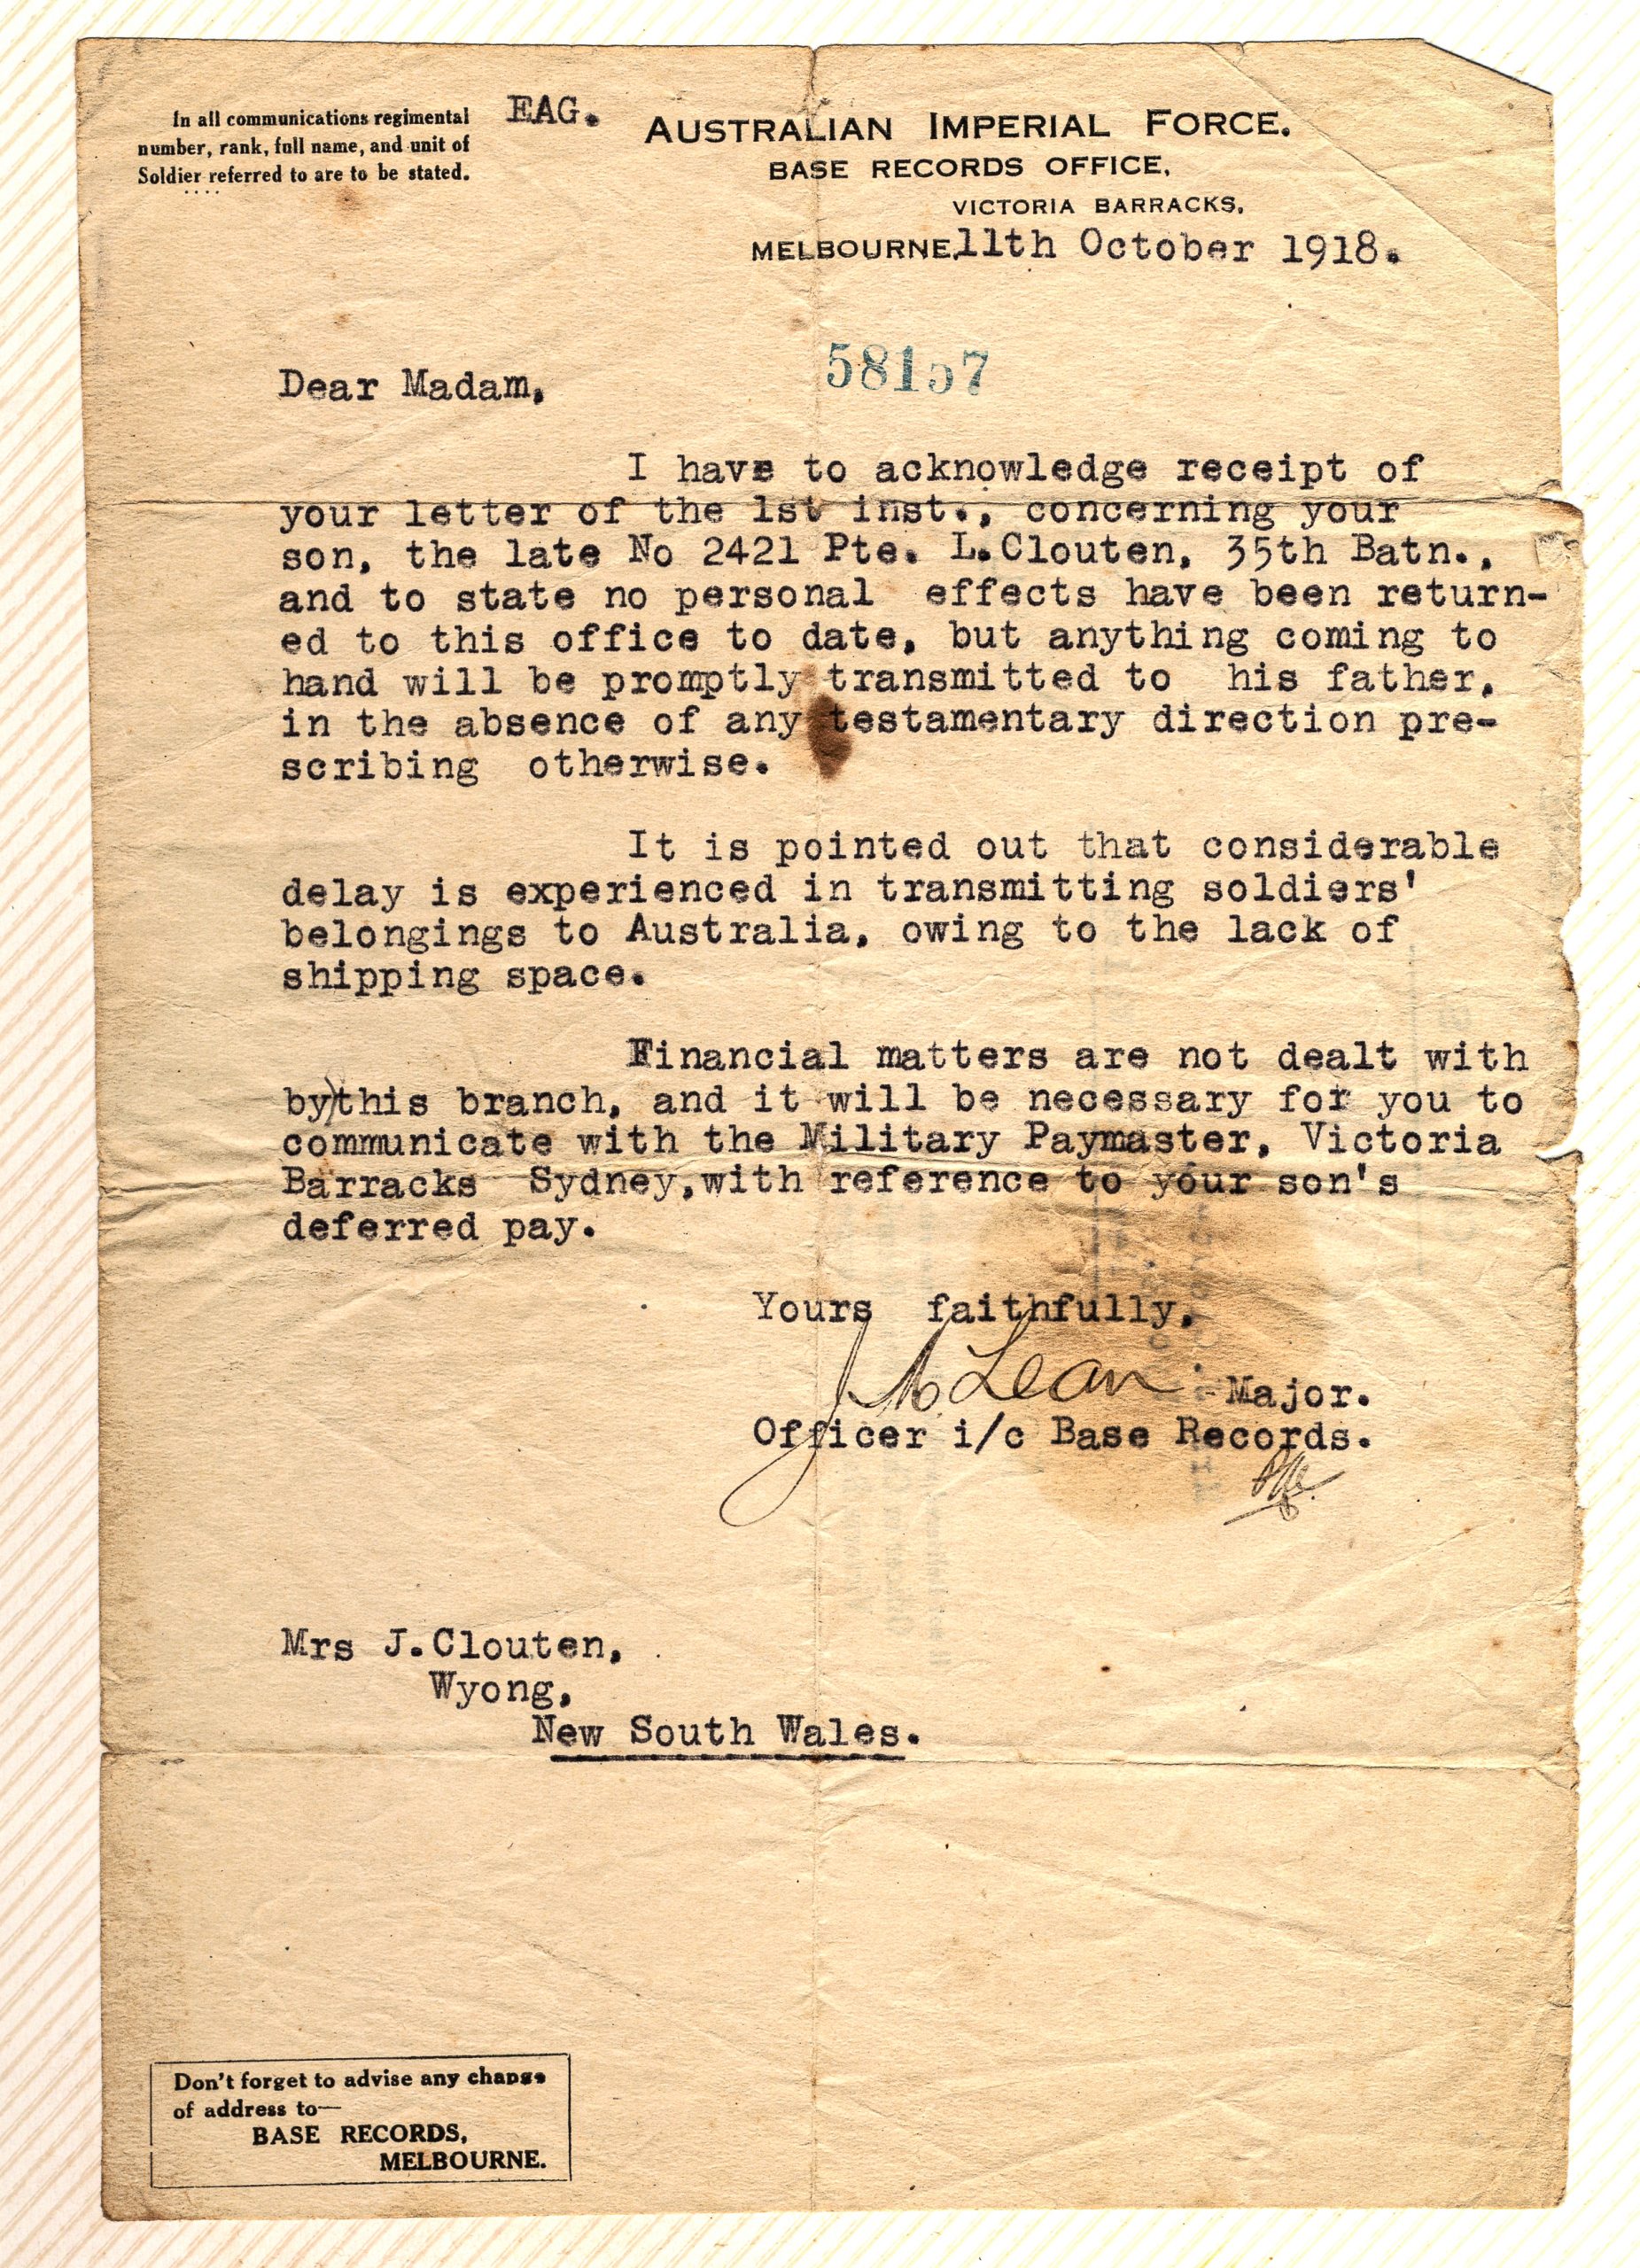 In all communications regimental
number, rank, full name, and unit of
Soldier referred to are to be stated.
EAG.
AUSTRALIAN IMPERIAL FORCE.
BASE RECORDS OFFICE,
VICTORIA BARRACKS,
MELBOURNE, 11th October 1918.
58157
Dear Madam,
I have to acknowledge receipt of
your letter of the 1st inst., concerning your
son, the late No 2421 Pte. L.Clouten, 35th Batn.,
and to state no personal effects have been return-
ed to this office to date, but anything coming to
hand will be promptly transmitted to his father,
in the absence of any testamentary direction pre-
scribing otherwise.
It is pointed out that considerable
delay is experienced in transmitting soldiers'
belongings to Australia, owing to the lack of
shipping space.
Financial matters are not dealt with
by this branch, and it will be necessary for you to
communicate with the Military Paymaster, Victoria
Barracks Sydney, with reference to your son's
deferred pay.
Yours faithfully,
J McLean Major.
Officer i/c Base Records.
Mrs J.Clouten,
Wyong,
New South Wales.
Don't forget to advise any change
of address to—
BASE RECORDS,
MELBOURNE.